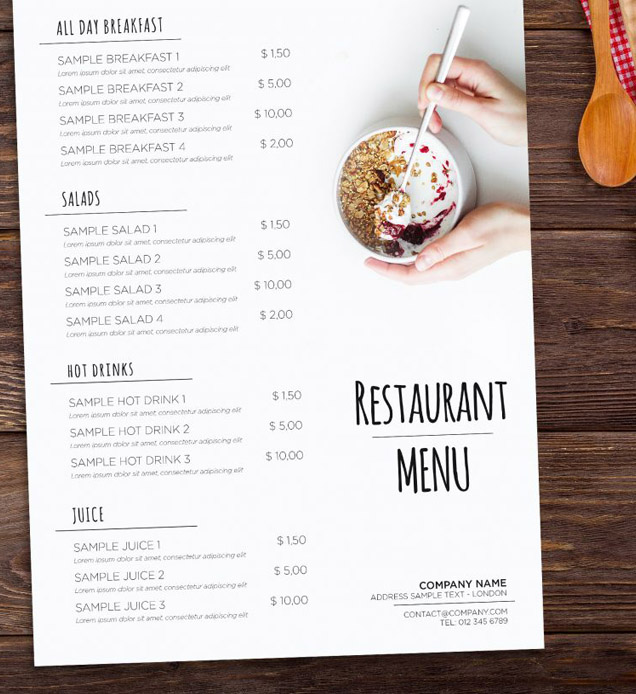 ALL DAY BREAKFAST
SAMPLE BREAKFAST 1 $ 1,50
Lorem ipsum dolor sit amet, consectetur adipiscing elit
SAMPLE BREAKFAST 2 $ 5,00
Lorem ipsum dolor sit amet, consectetur adipiscing elit
SAMPLE BREAKFAST 3 $ 10,00
Lorem ipsum dolor sit amet, consectetur adipiscing elit
SAMPLE BREAKFAST 4 $ 2,00
Lorem ipsum dolor sit amet, consectetur adipiscing elit
SALADS
SAMPLE SALAD 1 $ 1,50
Lorem ipsum dolor sit amet, consectetur adipiscing elit
SAMPLE SALAD 2 $ 5,00
Lorem ipsum dolor sit amet, consectetur adipiscing elit
SAMPLE SALAD 3 $ 10,00
Lorem ipsum dolor sit amet, consectetur adipiscing elit
SAMPLE SALAD 4 $ 2,00
Lorem ipsum dolor sit amet, consectetur adipiscing elit
HOT DRINKS
SAMPLE HOT DRINK 1 $ 1,50
Lorem ipsum dolor sit amet, consectetur adipiscing elit
SAMPLE HOT DRINK 2 $ 5,00
Lorem ipsum dolor sit amet, consectetur adipiscing elit
SAMPLE HOT DRINK 3 $ 10,00
Lorem ipsum dolor sit amet, consectetur adipiscing elit
JUICE
SAMPLE JUICE 1 $ 1,50
Lorem ipsum dolor sit amet, consectetur adipiscing elit
SAMPLE JUICE 2 $ 5,00
Lorem ipsum dolor sit amet, consectetur adipiscing elit
SAMPLE JUICE 3 $ 10,00
Lorem ipsum dolor sit amet, consectetur adipiscing elit
RESTAURANT
MENU
COMPANY NAME
ADDRESS SAMPLE TEXT - LONDON
CONTACT@COMPANY.COM
TEL: 012 345 6789